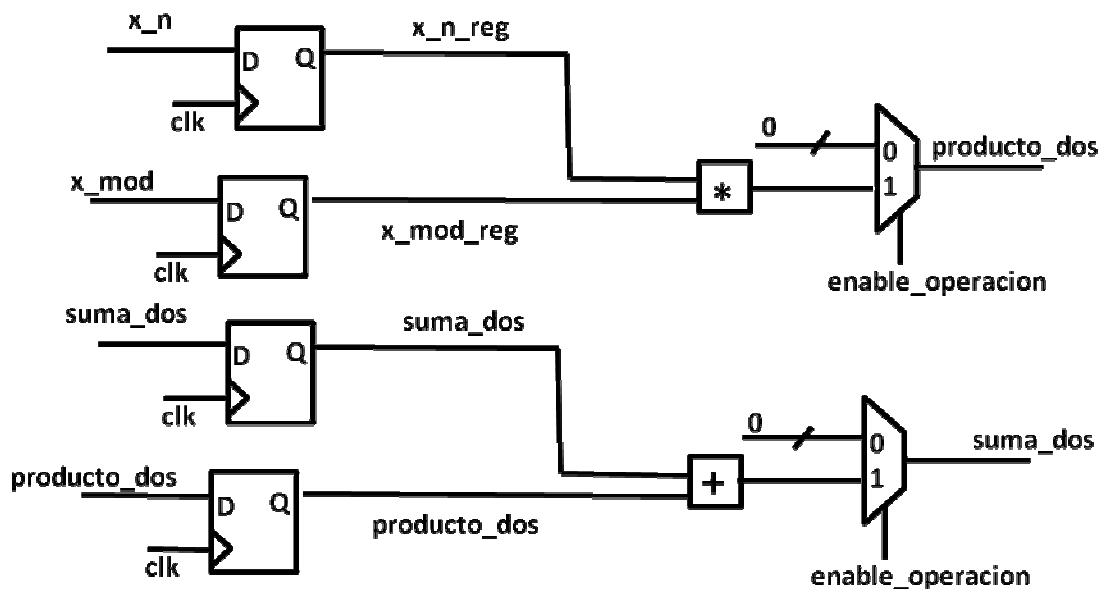 x_n
x_n_reg
D Q
clk
0
0
producto_dos
1
*
x_mod
D Q
x_mod_reg
clk
enable_operacion
suma_dos
suma_dos
D Q
clk
0
0
suma_dos
1
+
producto_dos
D Q
producto_dos
clk
enable_operacion